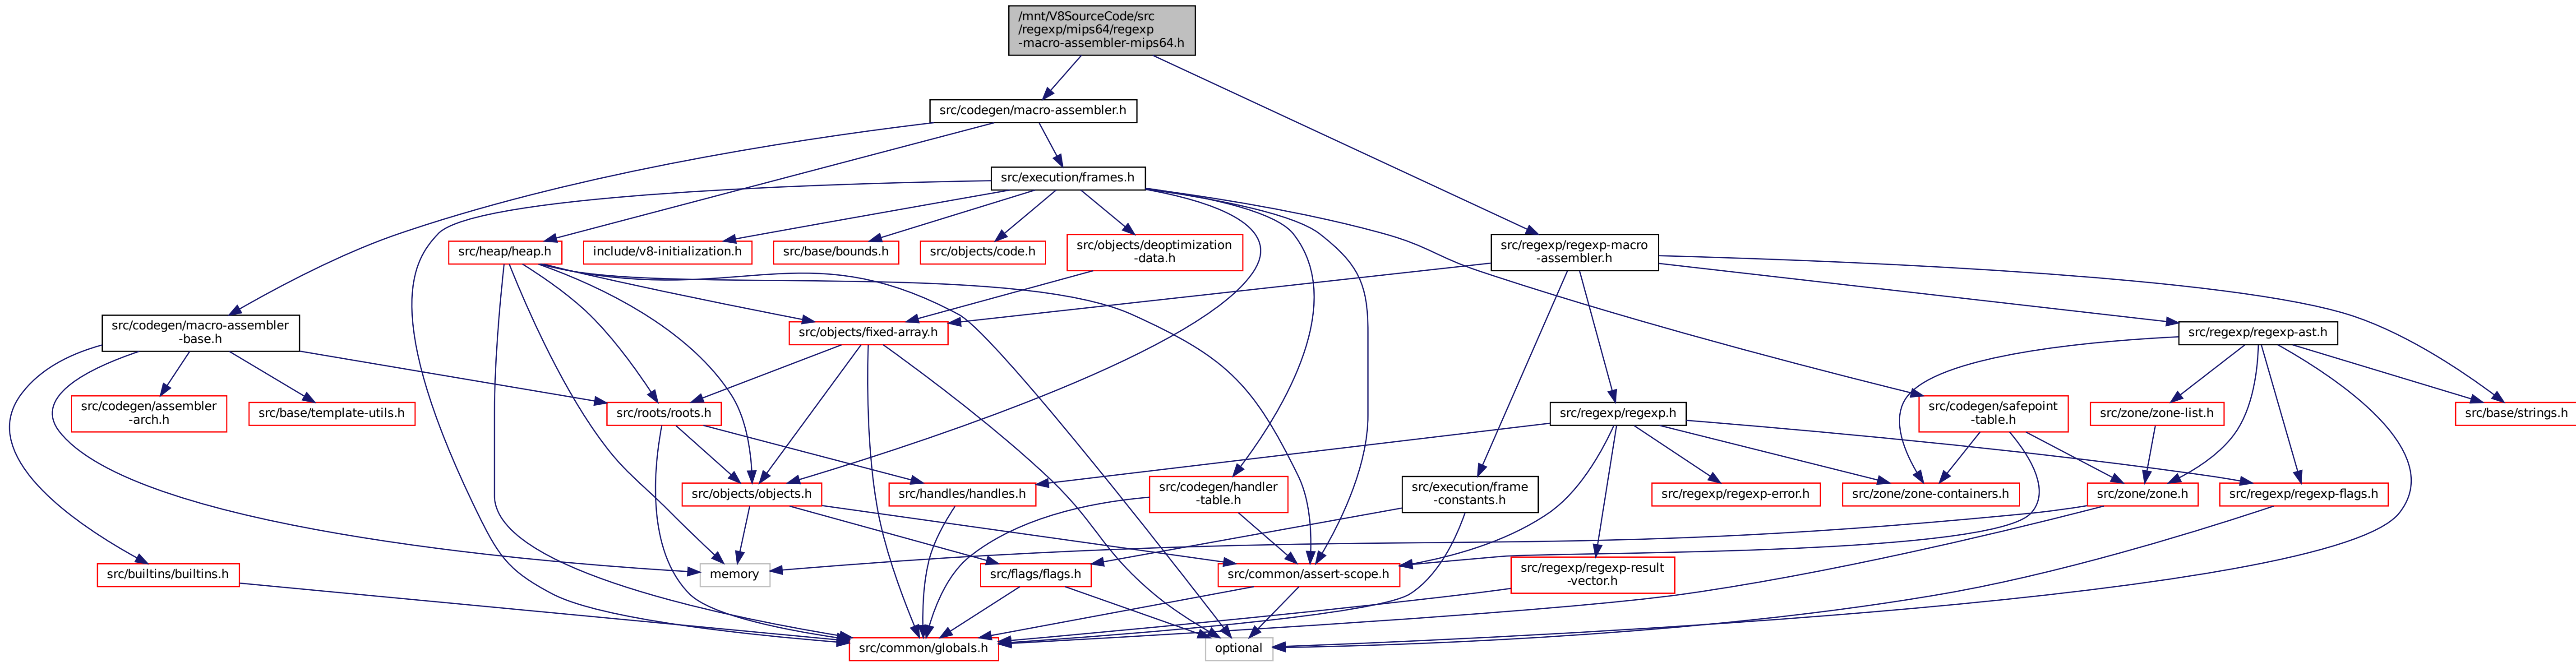 /mnt/V8SourceCode/src
/regexp/mips64/regexp
-macro-assembler-mips64.h
src/codegen/macro-assembler.h
src/execution/frames.h
src/heap/heap.h
include/v8-initialization.h
src/base/bounds.h
src/objects/code.h
src/objects/deoptimization
-data.h
src/regexp/regexp-macro
-assembler.h
src/codegen/macro-assembler
-base.h
src/objects/fixed-array.h
src/regexp/regexp-ast.h
src/codegen/assembler
-arch.h
src/base/template-utils.h
src/roots/roots.h
src/regexp/regexp.h
src/codegen/safepoint
-table.h
src/zone/zone-list.h
src/base/strings.h
src/objects/objects.h
src/handles/handles.h
src/codegen/handler
-table.h
src/execution/frame
-constants.h
src/regexp/regexp-error.h
src/zone/zone-containers.h
src/zone/zone.h
src/regexp/regexp-flags.h
src/builtins/builtins.h
memory
src/flags/flags.h
src/common/assert-scope.h
src/regexp/regexp-result
-vector.h
src/common/globals.h
optional